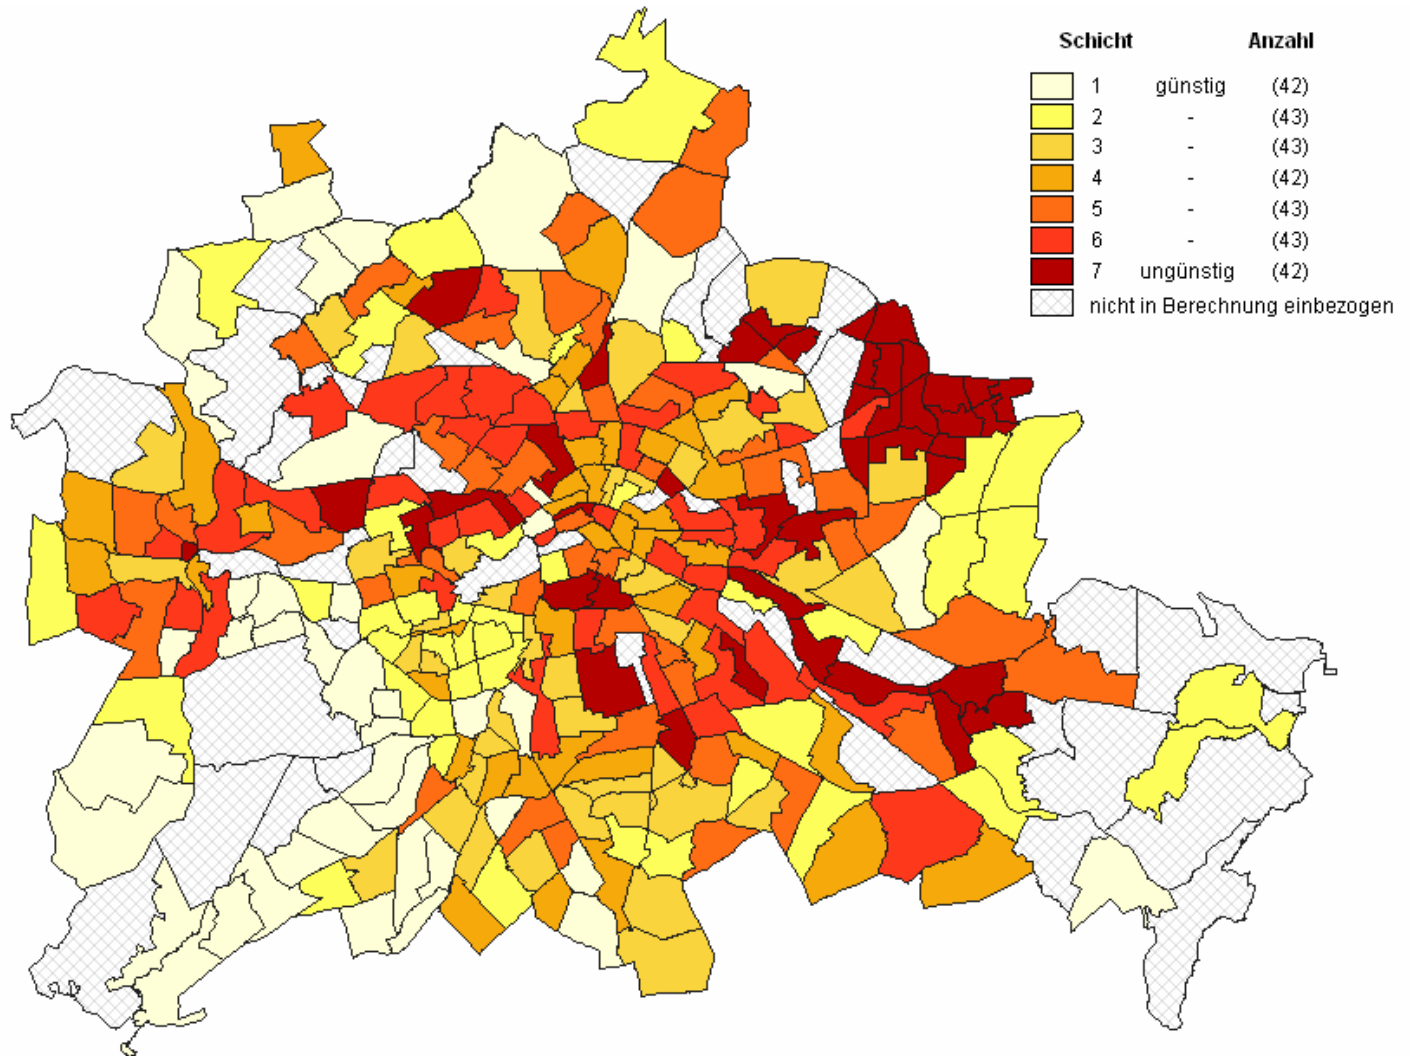 Schicht Anzahl
1 günstig (42)
2 - (43)
3 - (43)
4 - (42)
5 - (43)
6 - (43)
7 ungünstig (42)
nicht in Berechnung einbezogen